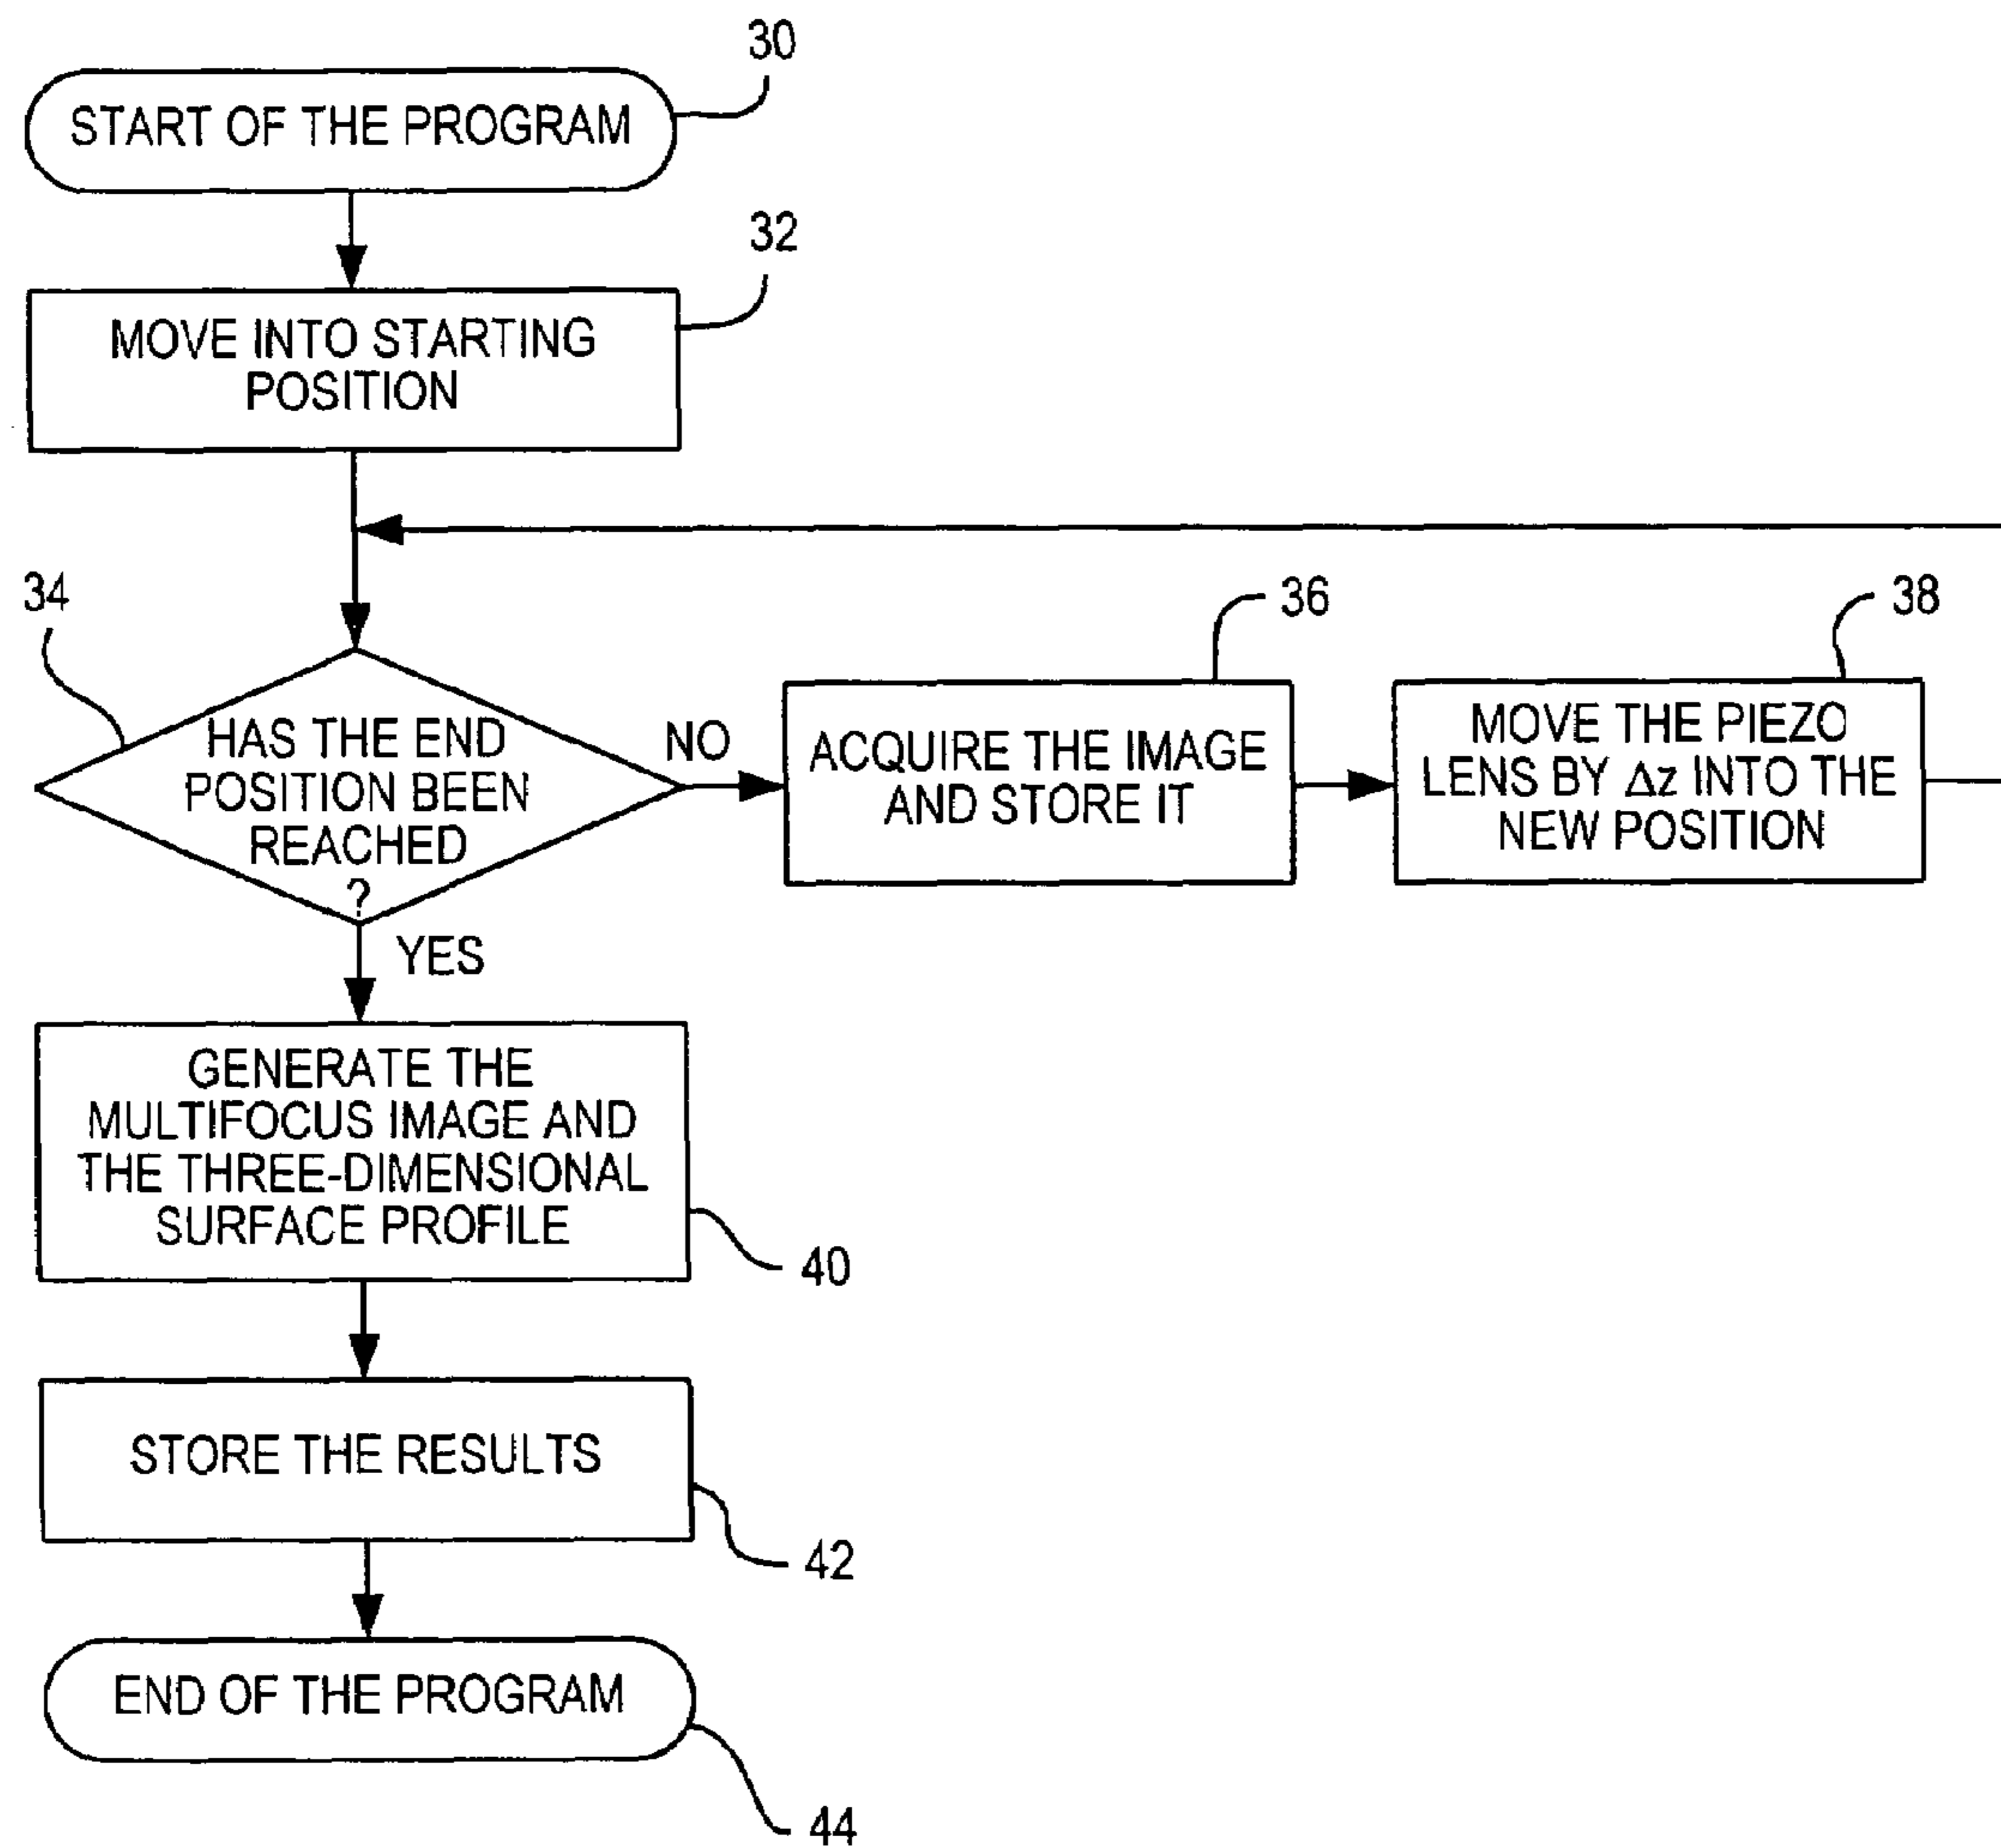 30
START OF THE PROGRAM
32
MOVE INTO STARTING
POSITION
34
HAS THE END
POSITION BEEN
REACHED
?
NO
36
ACQUIRE THE IMAGE
AND STORE IT
38
MOVE THE PIEZO
LENS BY Δz INTO THE
NEW POSITION
YES
GENERATE THE
MULTIFOCUS IMAGE AND
THE THREE-DIMENSIONAL
SURFACE PROFILE
40
STORE THE RESULTS
42
END OF THE PROGRAM
44